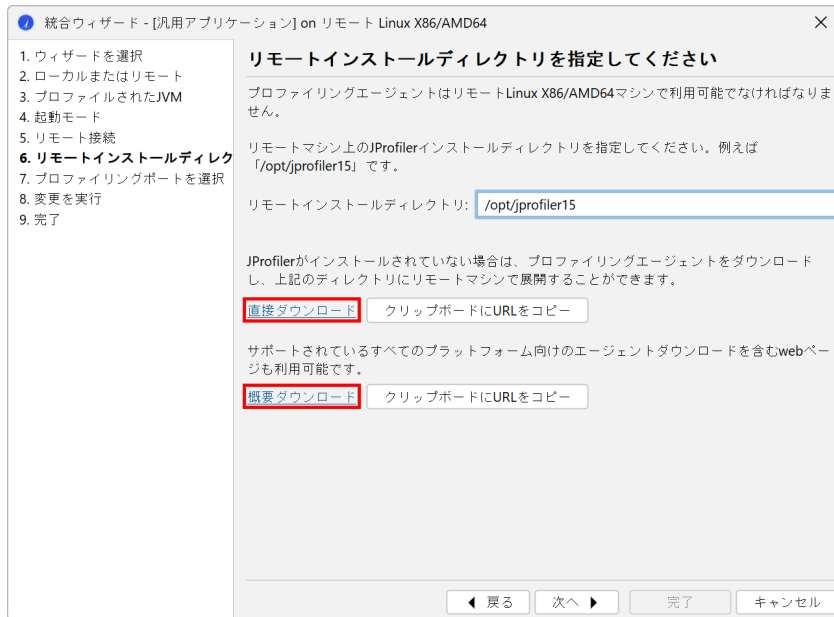 統合ウィザード - [汎用アプリケーション] on リモート Linux X86/AMD64
1. ウィザードを選択
2. ローカルまたはリモート
3. プロファイルされたJVM
4. 起動モード
5. リモート接続
6. リモートインストールディレク
7. プロファイリングポートを選択
8. 変更を実行
9. 完了
リモートインストールディレクトリを指定してください
プロファイリングエージェントはリモートLinux X86/AMD64マシンで利用可能でなければなりま
せん。
リモートマシン上のJProfilerインストールディレクトリを指定してください。例えば
「/opt/jprofiler15」です。
リモートインストールディレクトリ: /opt/jprofiler15
JProfilerがインストールされていない場合は、プロファイリングエージェントをダウンロード
し、上記のディレクトリにリモートマシンで展開することができます。
直接ダウンロード クリップボードにURLをコピー
サポートされているすべてのプラットフォーム向けのエージェントダウンロードを含むwebペー
ジも利用可能です。
概要ダウンロード クリップボードにURLをコピー
戻る 次へ 完了 キャンセル